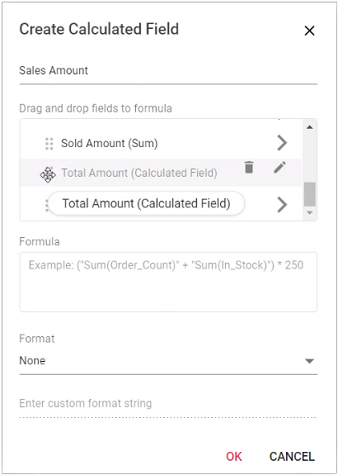 Create Calculated Field
Sales Amount
Drag and drop fields to formula
Sold Amount (Sum)
Total Amount (Calculated Field)
Total Amount (Calculated Field)
Formula
Example: ("Sum(Order_Count)" + "Sum(In_Stock)") * 250
Format
None
Enter custom format string
OK CANCEL